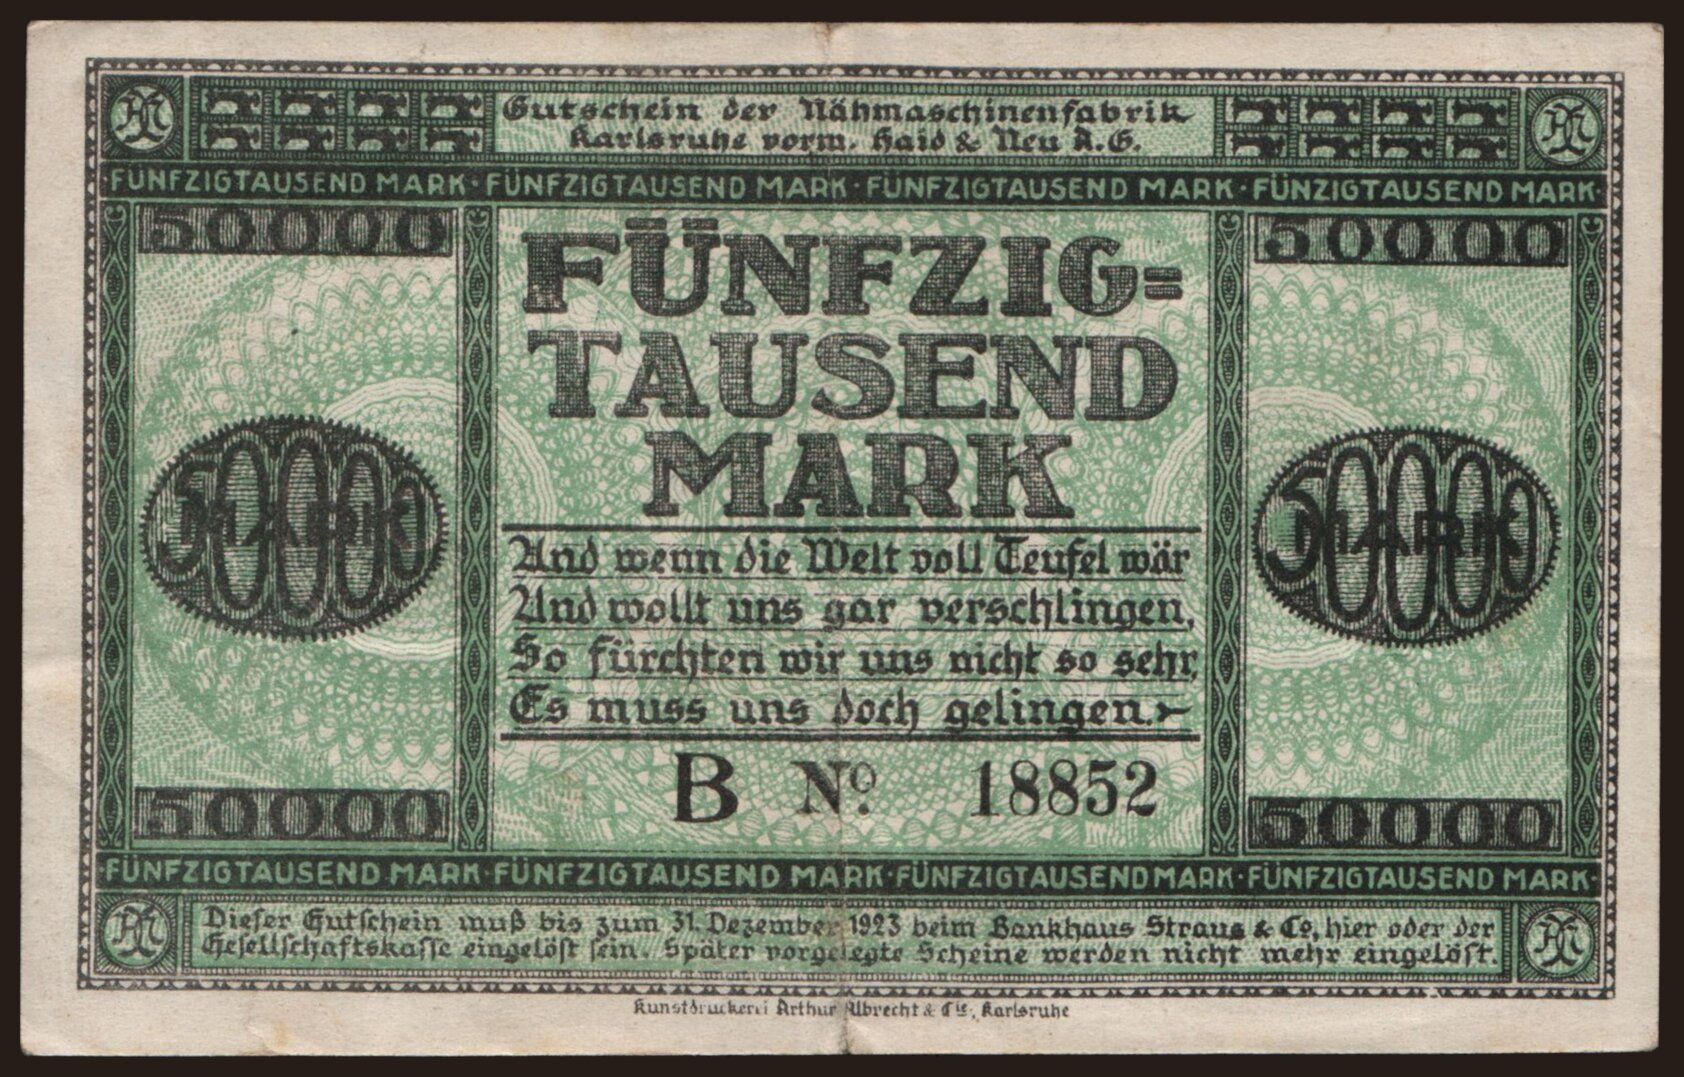 Gutschein der Nähmaschinenfabrik
Karlsruhe vorm. Haid & Neu A.G.
FÜNFZIGTAUSEND MARK · FÜNFZIGTAUSEND MARK · FÜNFZIGTAUSEND MARK · FÜNZIGTAUSEND MARK ·
50000
50000
FÜNFZIG=
TAUSEND
MARK
50000
MARK
50000
MARK
Und wenn die Welt voll Teufel wär
Und wollt uns gar verschlingen,
So fürchten wir uns nicht so sehr,
Es muss uns doch gelingen.
B No. 18852
50000
50000
· FÜNFZIGTAUSEND MARK · FÜNFZIGTAUSEND MARK · FÜNFZIGTAUSEND MARK · FÜNFZIGTAUSEND MARK ·
Dieser Gutschein muß bis zum 31. Dezember 1923 beim Bankhaus Straus & Co, hier oder der
Gesellschaftskasse eingelöst sein. Später vorgelegte Scheine werden nicht mehr eingelöst.
Kunstdruckerei Arthur Albrecht & Cie., Karlsruhe